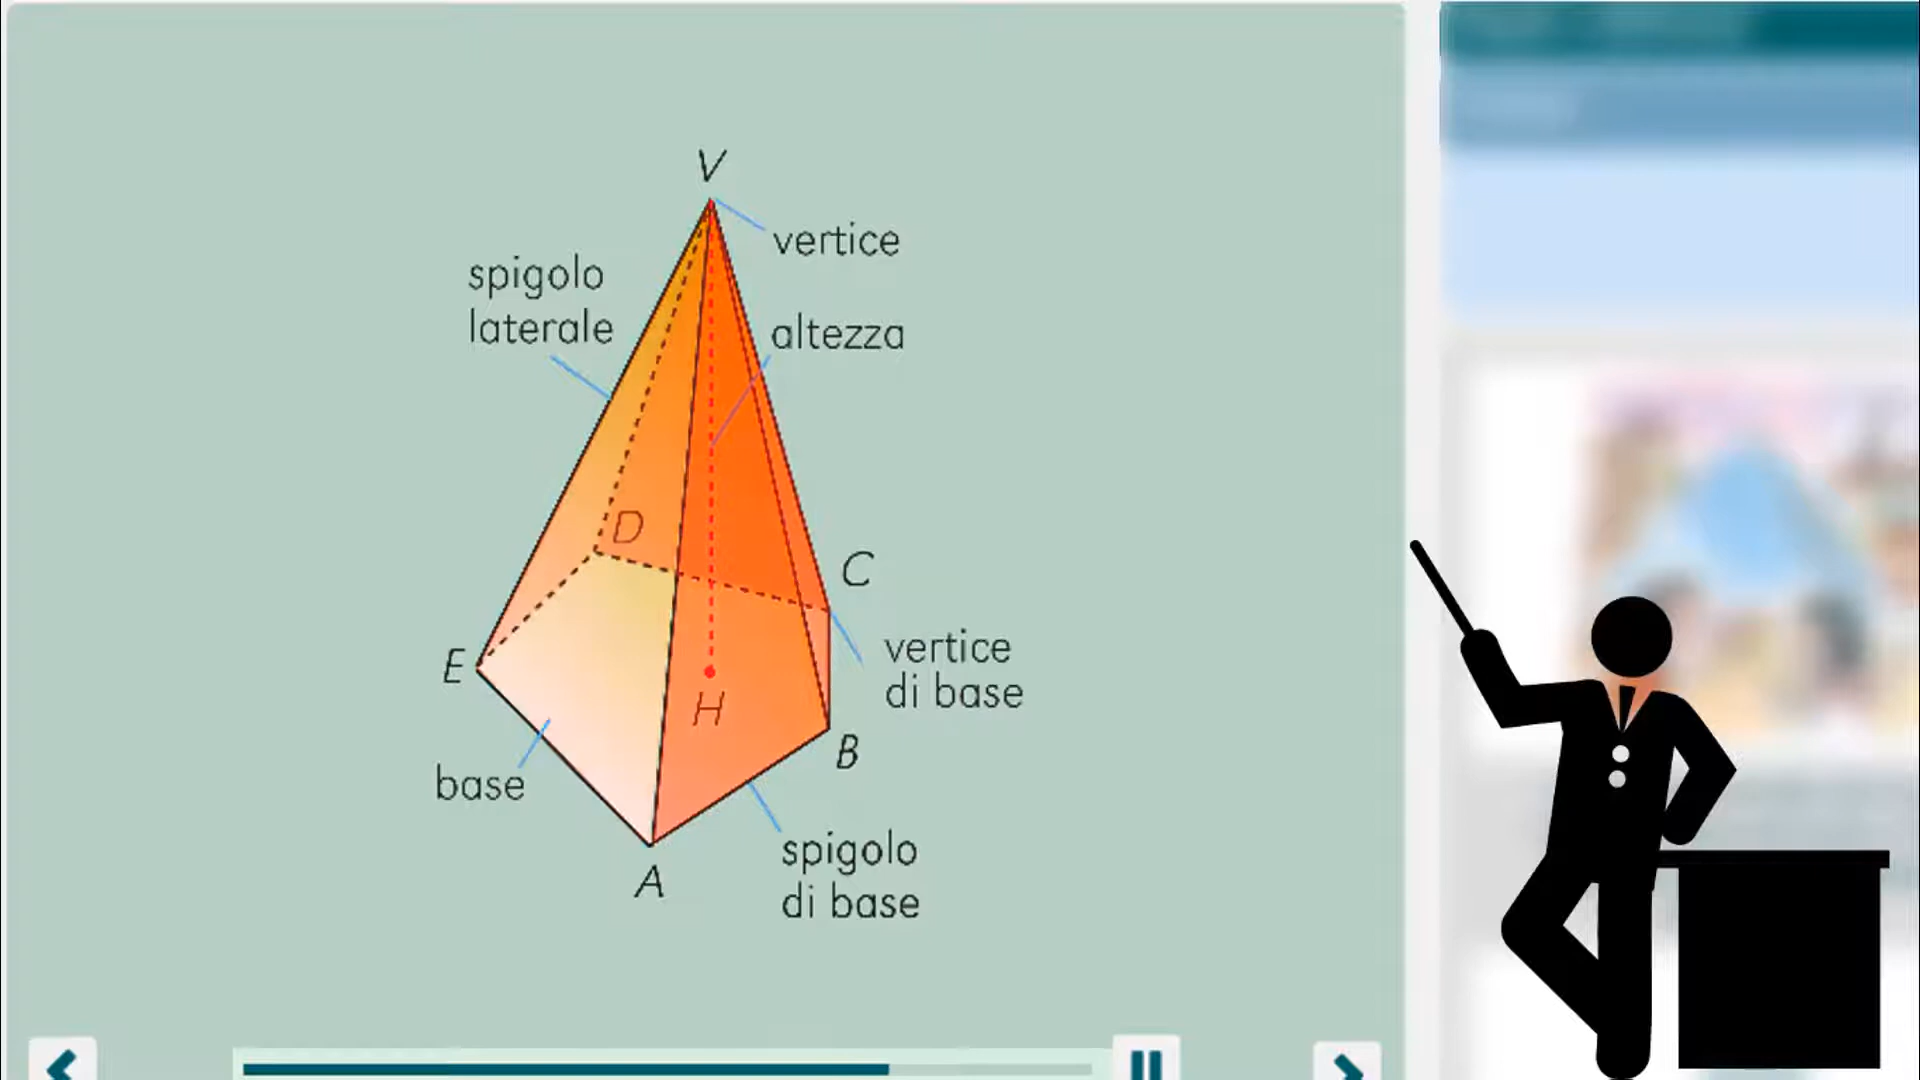 V
vertice
spigolo
laterale
altezza
D
C
E
vertice
di base
H
B
base
spigolo
di base
A